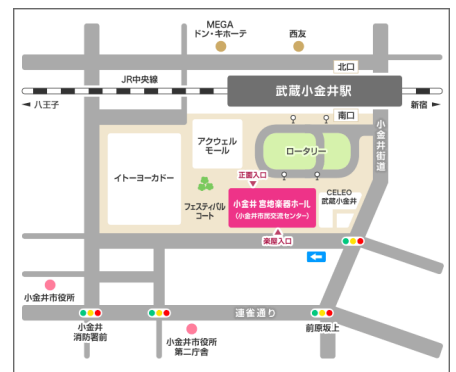 MEGA
ドン・キホーテ
西友
北口
JR中央線
武蔵小金井駅
◄ 八王子
新宿 ►
南口
小金井街道
アクウェル
モール
ロータリー
イトーヨーカドー
正面入口
フェスティバル
コート
小金井 宮地楽器ホール
（小金井市民交流センター）
CELEO
武蔵小金井
楽屋入口
小金井市役所
連雀通り
小金井
消防署前
前原坂上
小金井市役所
第二庁舎